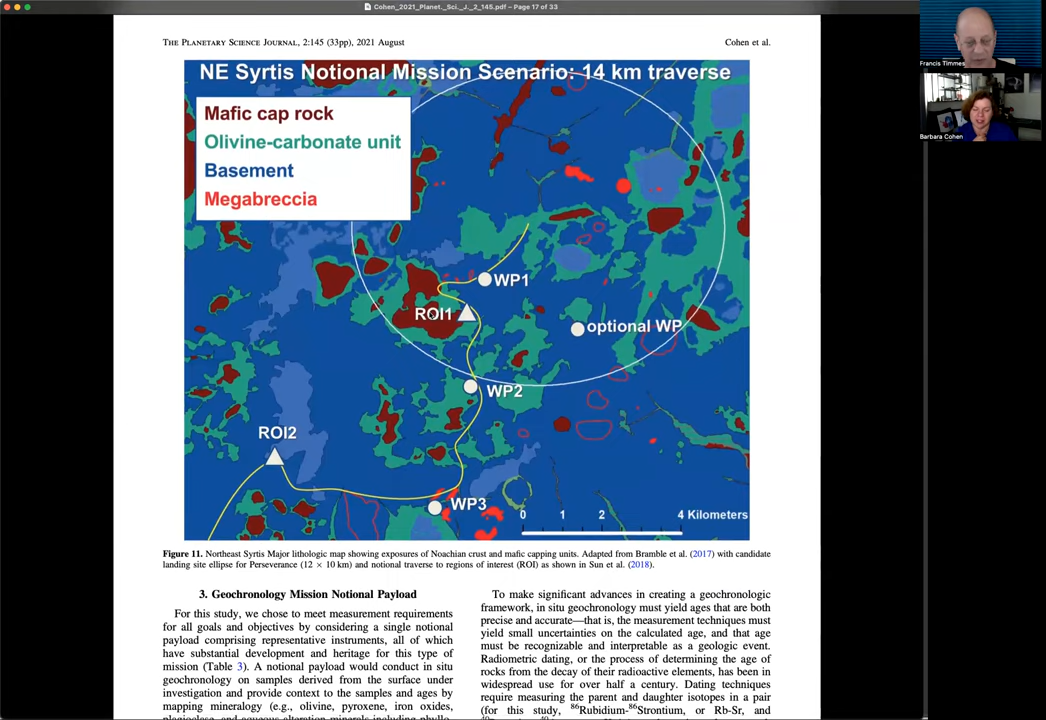 Cohen_2021_Planet._Sci._J._2_145.pdf – Page 17 of 33
Francis Timmes
Barbara Cohen
THE PLANETARY SCIENCE JOURNAL, 2:145 (33pp), 2021 August
Cohen et al.
NE Syrtis Notional Mission Scenario: 14 km traverse
Mafic cap rock
Olivine-carbonate unit
Basement
Megabreccia
WP1
ROI1
optional WP
WP2
ROI2
WP3
0 1 2 4 Kilometers
Figure 11. Northeast Syrtis Major lithologic map showing exposures of Noachian crust and mafic capping units. Adapted from Bramble et al. (2017) with candidate
landing site ellipse for Perseverance (12 × 10 km) and notional traverse to regions of interest (ROI) as shown in Sun et al. (2018).
3. Geochronology Mission Notional Payload
For this study, we chose to meet measurement requirements
for all goals and objectives by considering a single notional
payload comprising representative instruments, all of which
have substantial development and heritage for this type of
mission (Table 3). A notional payload would conduct in situ
geochronology on samples derived from the surface under
investigation and provide context to the samples and ages by
mapping mineralogy (e.g., olivine, pyroxene, iron oxides,
To make significant advances in creating a geochronologic
framework, in situ geochronology must yield ages that are both
precise and accurate—that is, the measurement techniques must
yield small uncertainties on the calculated age, and that age
must be recognizable and interpretable as a geologic event.
Radiometric dating, or the process of determining the age of
rocks from the decay of their radioactive elements, has been in
widespread use for over half a century. Dating techniques
require measuring the parent and daughter isotopes in a pair
(for this study, ⁸⁶Rubidium-⁸⁶Strontium, or Rb-Sr, and